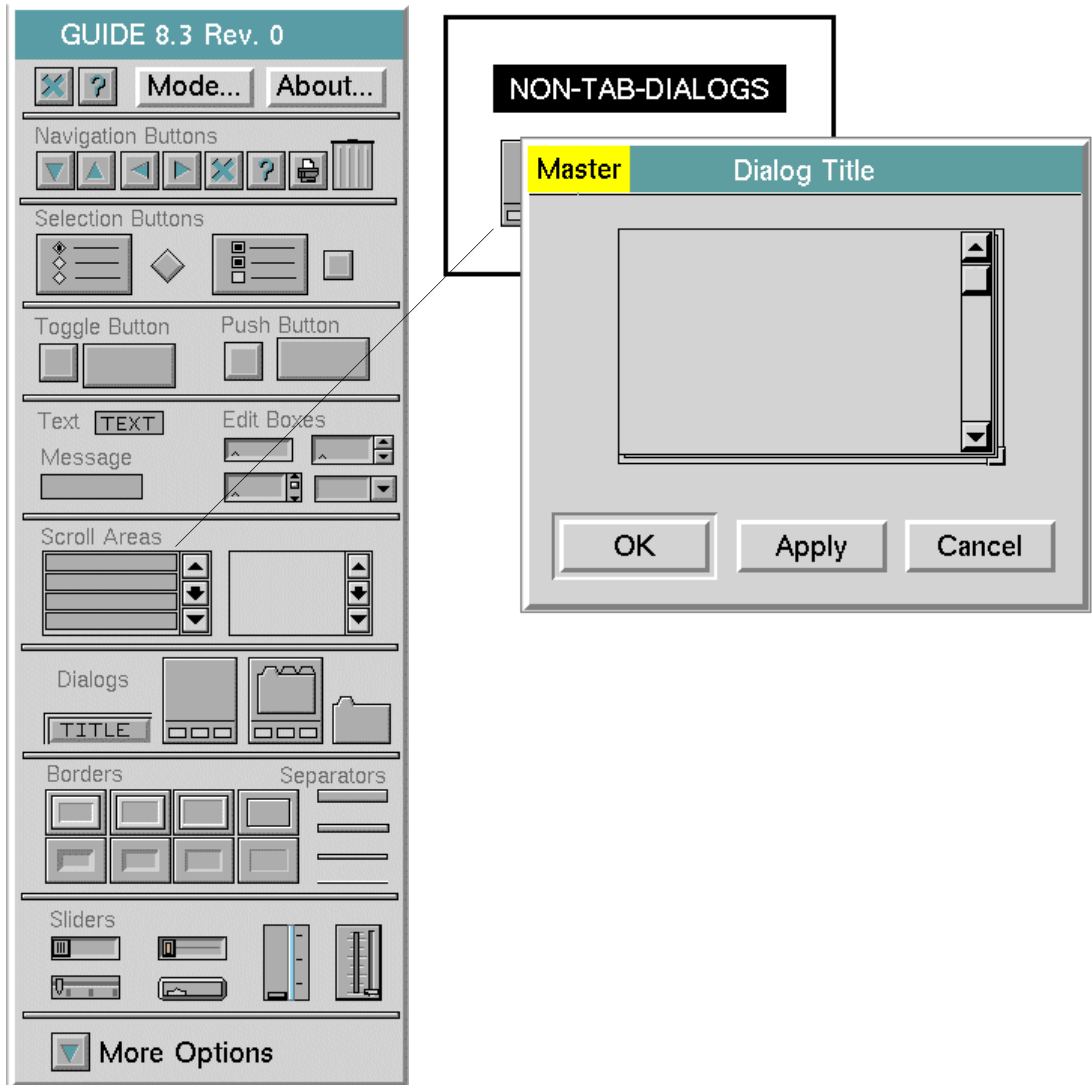 GUIDE 8.3 Rev. 0
? Mode... About...
Navigation Buttons
?
Selection Buttons
Toggle Button Push Button
Text TEXT Edit Boxes
Message
Scroll Areas
Dialogs
TITLE
Borders Separators
Sliders
More Options
NON-TAB-DIALOGS
Master Dialog Title
OK Apply Cancel